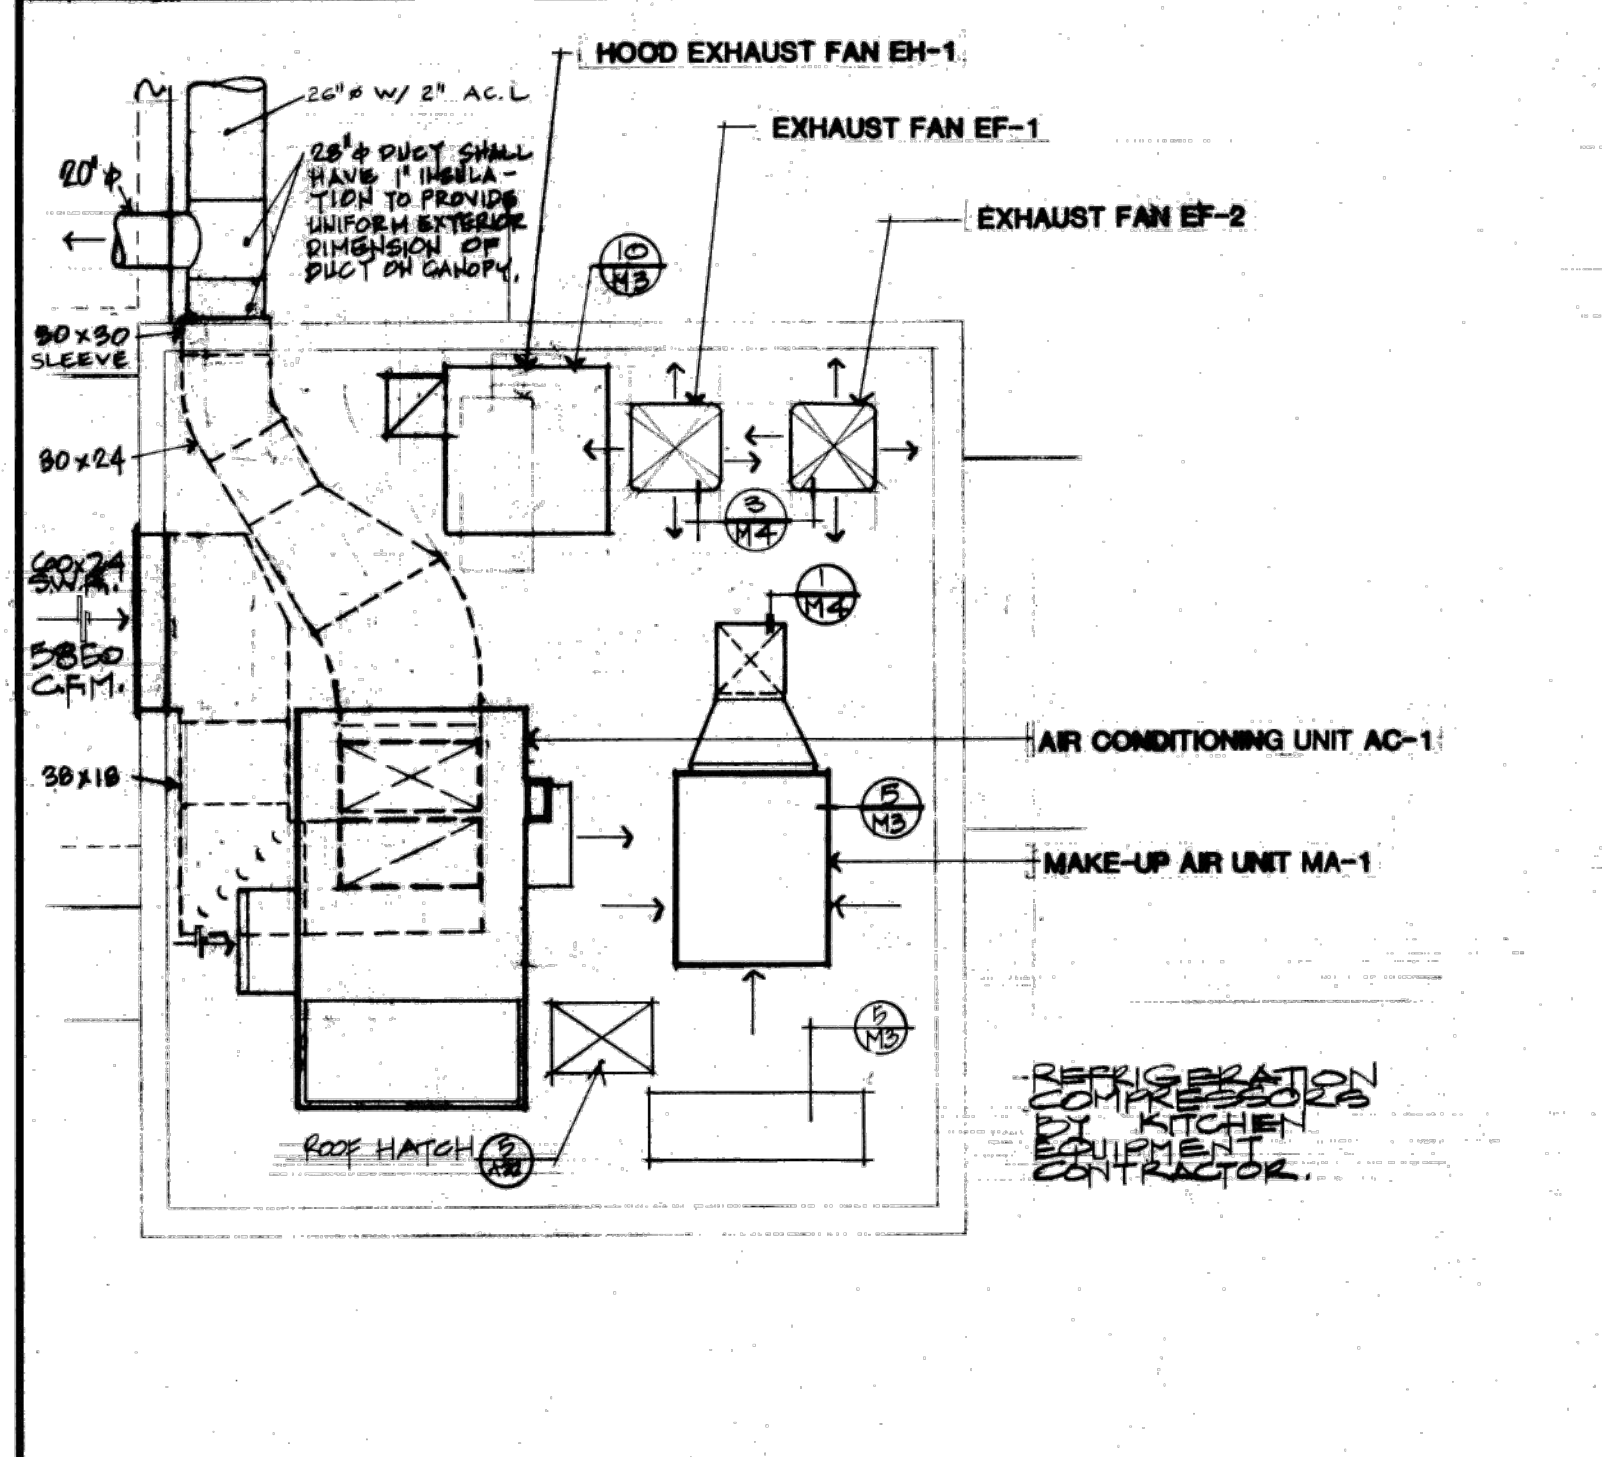 HOOD EXHAUST FAN EH-1
26"ø W/ 2" AC. L
EXHAUST FAN EF-1
28"ø DUCT SHALL
HAVE 1" INSULA-
TION TO PROVIDE
UNIFORM EXTERIOR
DIMENSION OF
DUCT ON CANOPY.
20"ø
EXHAUST FAN EF-2
10
M3
30x30
SLEEVE
30x24
3
M4
60x24
S.W.R.
1
M4
5850
C.F.M.
AIR CONDITIONING UNIT AC-1
38x18
5
M3
MAKE-UP AIR UNIT MA-1
5
M3
REFRIGERATION
COMPRESSORS
BY KITCHEN
EQUIPMENT
CONTRACTOR.
ROOF HATCH
5